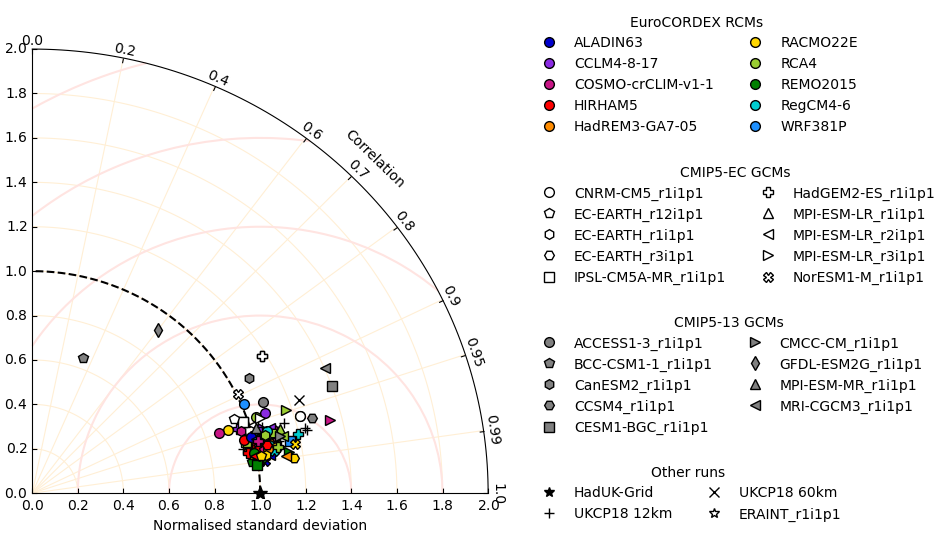 0.0
0.2
0.4
0.6
0.7
0.8
0.9
0.95
0.99
1.0
Correlation
2.0
1.8
1.6
1.4
1.2
1.0
0.8
0.6
0.4
0.2
0.0
0.0 0.2 0.4 0.6 0.8 1.0 1.2 1.4 1.6 1.8 2.0
Normalised standard deviation
EuroCORDEX RCMs
ALADIN63 RACMO22E
CCLM4-8-17 RCA4
COSMO-crCLIM-v1-1 REMO2015
HIRHAM5 RegCM4-6
HadREM3-GA7-05 WRF381P
CMIP5-EC GCMs
CNRM-CM5_r1i1p1 HadGEM2-ES_r1i1p1
EC-EARTH_r12i1p1 MPI-ESM-LR_r1i1p1
EC-EARTH_r1i1p1 MPI-ESM-LR_r2i1p1
EC-EARTH_r3i1p1 MPI-ESM-LR_r3i1p1
IPSL-CM5A-MR_r1i1p1 NorESM1-M_r1i1p1
CMIP5-13 GCMs
ACCESS1-3_r1i1p1 CMCC-CM_r1i1p1
BCC-CSM1-1_r1i1p1 GFDL-ESM2G_r1i1p1
CanESM2_r1i1p1 MPI-ESM-MR_r1i1p1
CCSM4_r1i1p1 MRI-CGCM3_r1i1p1
CESM1-BGC_r1i1p1
Other runs
HadUK-Grid UKCP18 60km
UKCP18 12km ERAINT_r1i1p1